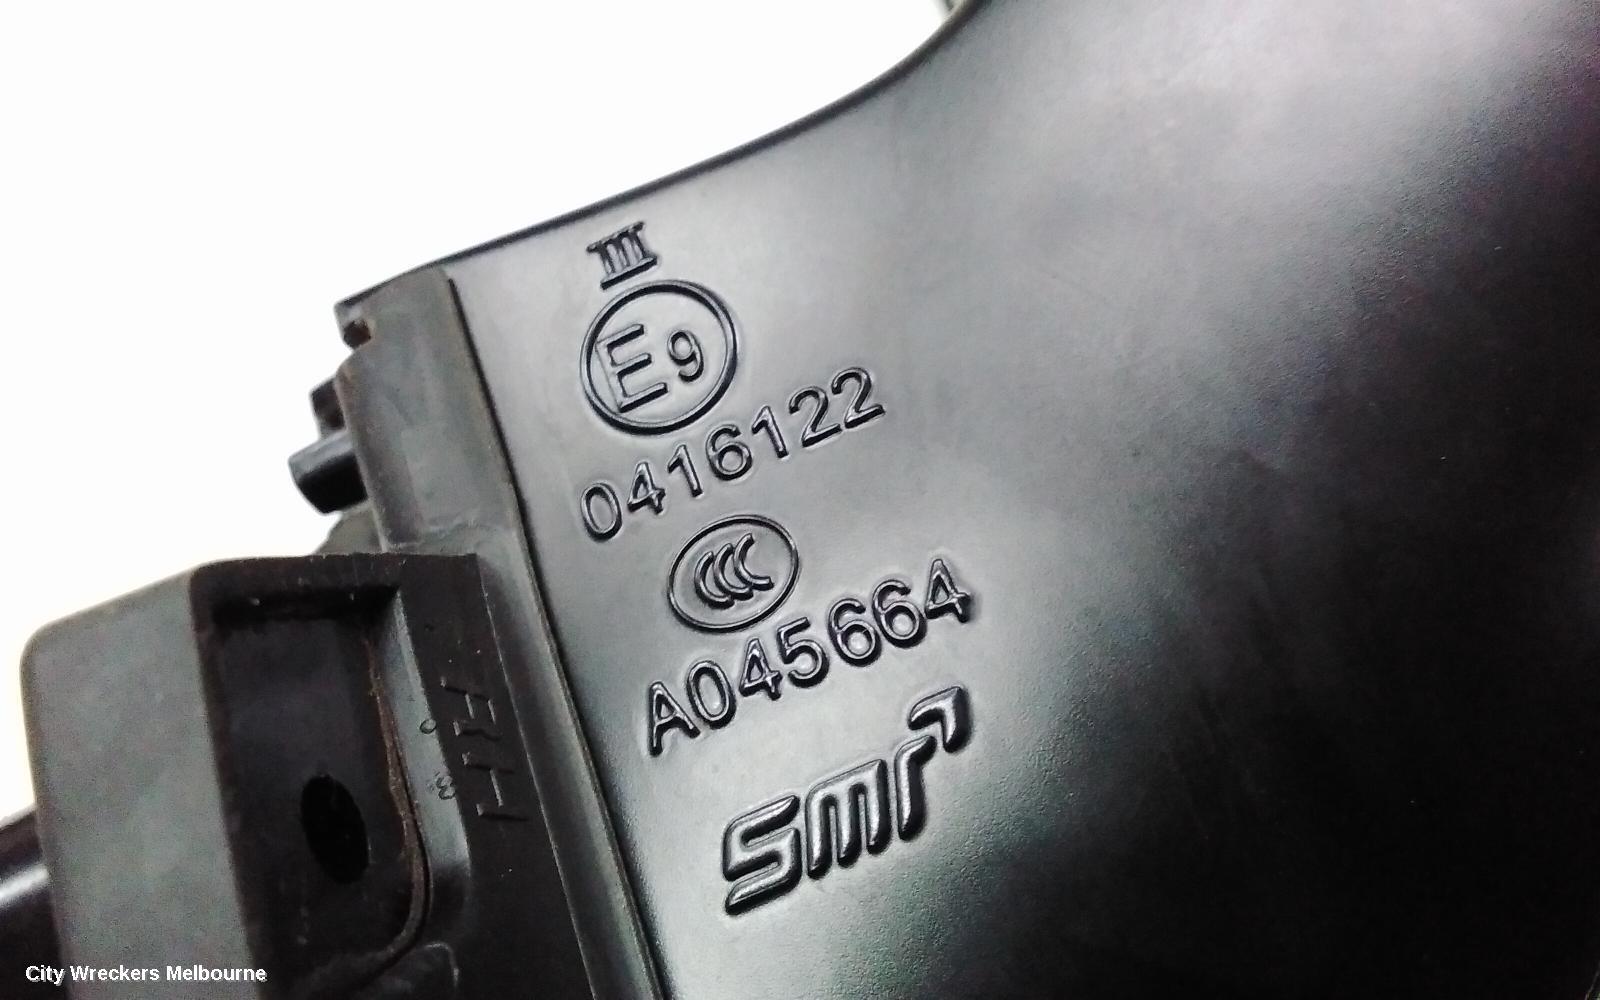 III
E9
0416122
CCC
A045664
smr
RH
City Wreckers Melbourne